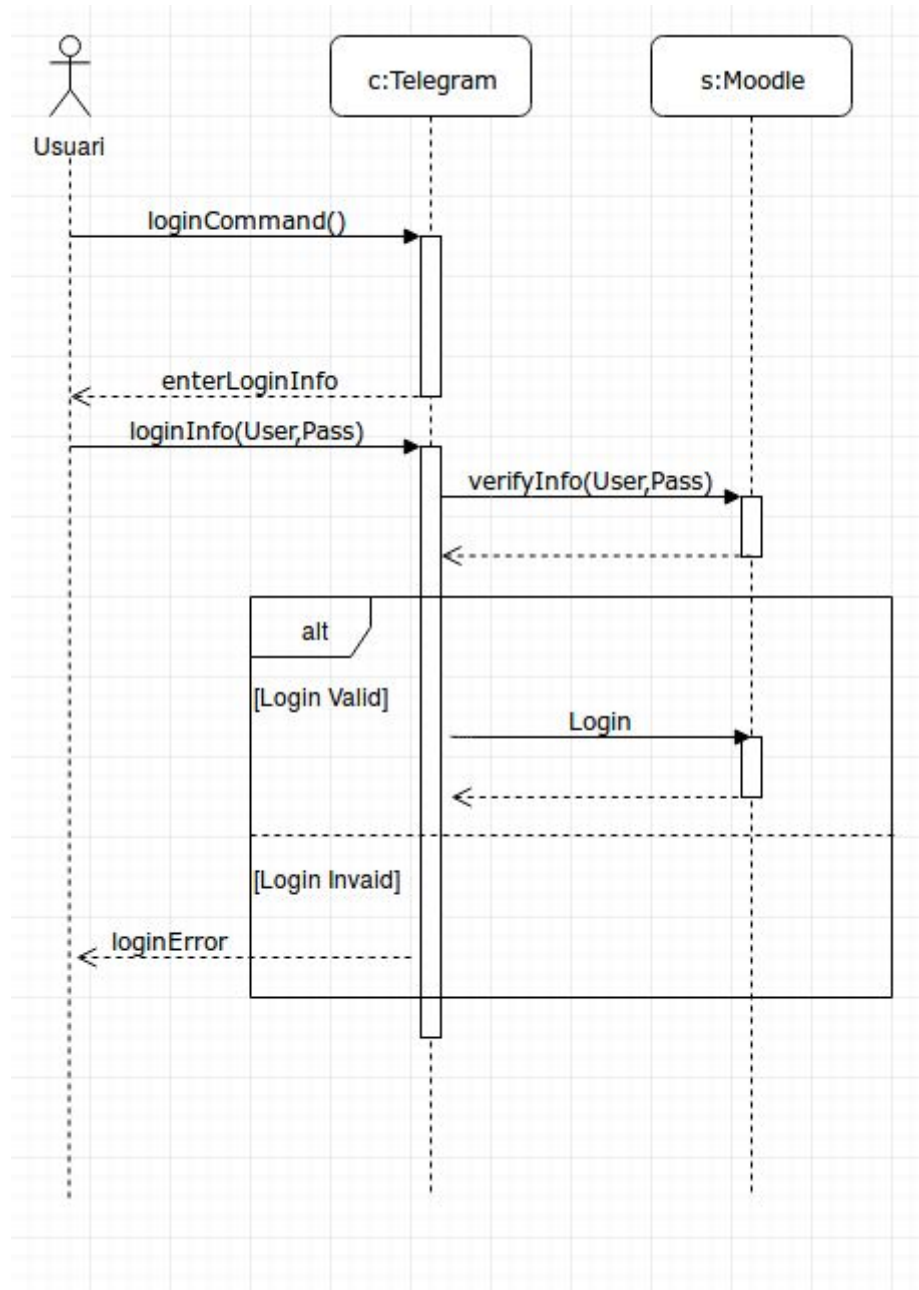 c:Telegram
s:Moodle
Usuari
loginCommand()
enterLoginInfo
loginInfo(User,Pass)
verifyInfo(User,Pass)
alt
[Login Valid]
Login
[Login Invaid]
loginError